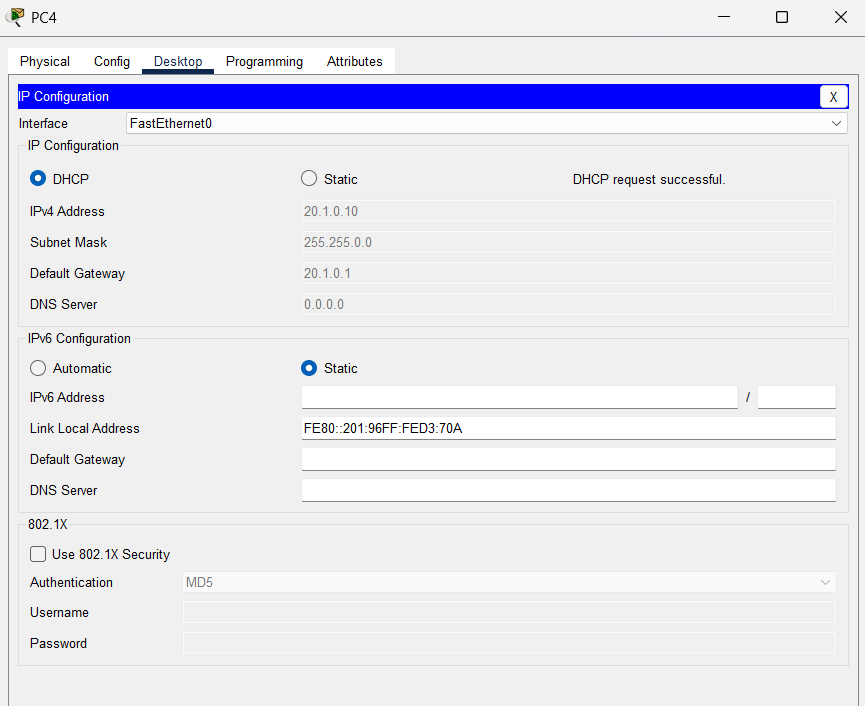 PC4
Physical Config Desktop Programming Attributes
IP Configuration X
Interface FastEthernet0
IP Configuration
DHCP Static DHCP request successful.
IPv4 Address 20.1.0.10
Subnet Mask 255.255.0.0
Default Gateway 20.1.0.1
DNS Server 0.0.0.0
IPv6 Configuration
Automatic Static
IPv6 Address /
Link Local Address FE80::201:96FF:FED3:70A
Default Gateway
DNS Server
802.1X
Use 802.1X Security
Authentication MD5
Username
Password